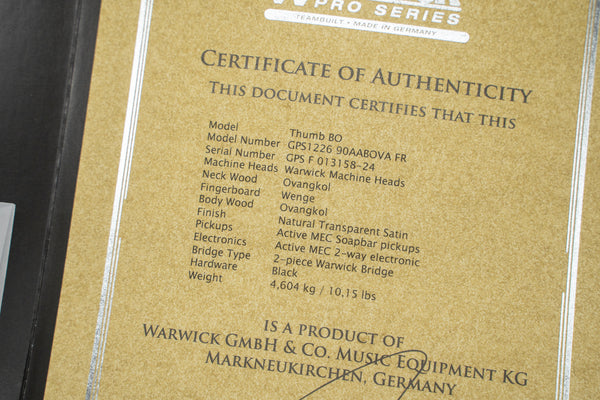 PRO SERIES
TEAMBUILT • MADE IN GERMANY
CERTIFICATE OF AUTHENTICITY
THIS DOCUMENT CERTIFIES THAT THIS
Model Thumb BO
Model Number GPS1226 90AABOVA FR
Serial Number GPS F 013158-24
Machine Heads Warwick Machine Heads
Neck Wood Ovangkol
Fingerboard Wenge
Body Wood Ovangkol
Finish Natural Transparent Satin
Pickups Active MEC Soapbar pickups
Electronics Active MEC 2-way electronic
Bridge Type 2-piece Warwick Bridge
Hardware Black
Weight 4,604 kg / 10,15 lbs
IS A PRODUCT OF
WARWICK GMBH & CO. MUSIC EQUIPMENT KG
MARKNEUKIRCHEN, GERMANY